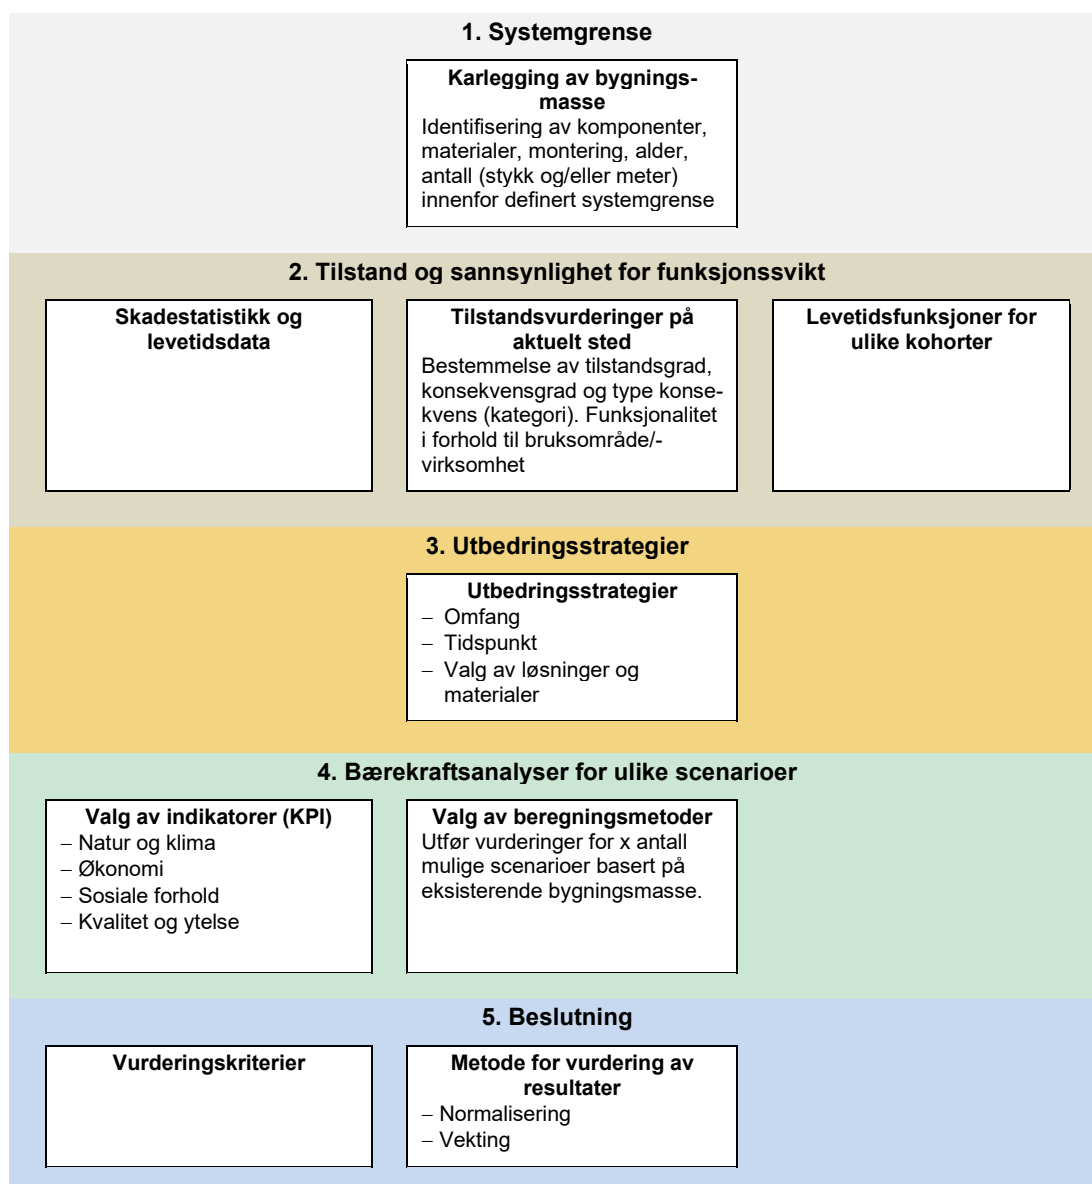 1. Systemgrense
Karlegging av bygnings-
masse
Identifisering av komponenter,
materialer, montering, alder,
antall (stykk og/eller meter)
innenfor definert systemgrense
2. Tilstand og sannsynlighet for funksjonssvikt
Skadestatistikk og
levetidsdata
Tilstandsvurderinger på
aktuelt sted
Bestemmelse av tilstandsgrad,
konsekvensgrad og type konse-
kvens (kategori). Funksjonalitet
i forhold til bruksområde/-
virksomhet
Levetidsfunksjoner for
ulike kohorter
3. Utbedringsstrategier
Utbedringsstrategier
– Omfang
– Tidspunkt
– Valg av løsninger og
materialer
4. Bærekraftsanalyser for ulike scenarioer
Valg av indikatorer (KPI)
– Natur og klima
– Økonomi
– Sosiale forhold
– Kvalitet og ytelse
Valg av beregningsmetoder
Utfør vurderinger for x antall
mulige scenarioer basert på
eksisterende bygningsmasse.
5. Beslutning
Vurderingskriterier
Metode for vurdering av
resultater
– Normalisering
– Vekting